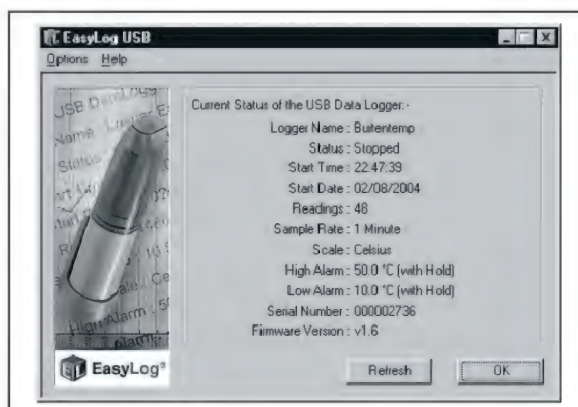 EasyLog USB
Options Help
Current Status of the USB Data Logger:-
Logger Name : Buitentemp
Status : Stopped
Start Time : 22:47:39
Start Date : 02/08/2004
Readings : 48
Sample Rate : 1 Minute
Scale : Celsius
High Alarm : 50.0 °C (with Hold)
Low Alarm : 10.0 °C (with Hold)
Serial Number : 000002736
Firmware Version : v1.6
EasyLog®
Refresh OK